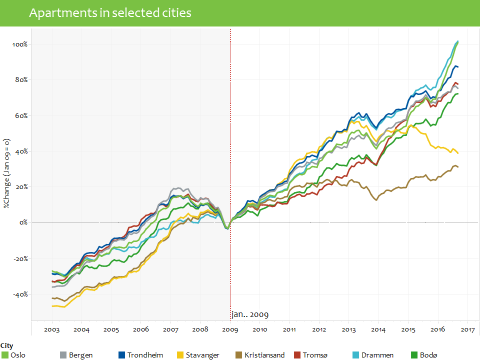 Apartments in selected cities
100%
80%
60%
40%
20%
0%
-20%
-40%
%Change (Jan 09 = 0)
Jan.. 2009
2003 2004 2005 2006 2007 2008 2009 2010 2011 2012 2013 2014 2015 2016 2017
City
Oslo Bergen Trondheim Stavanger Kristiansand Tromsø Drammen Bodø